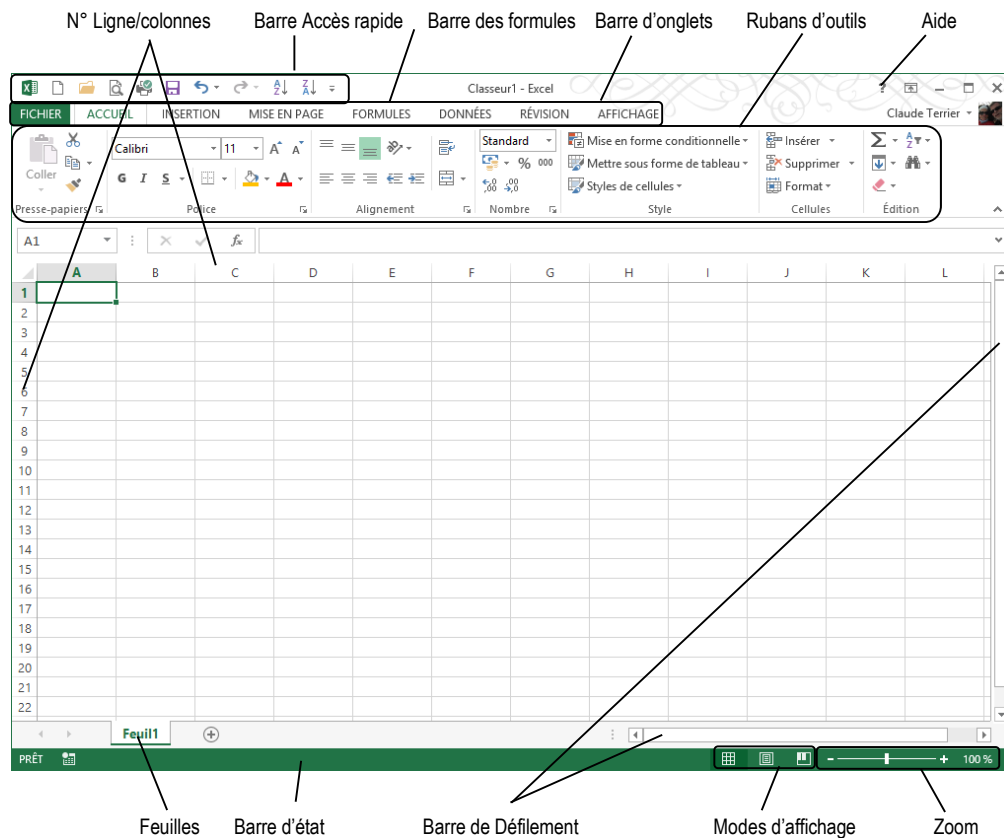 N° Ligne/colonnes Barre Accès rapide Barre des formules Barre d'onglets Rubans d'outils Aide
Classeur1 - Excel ?
FICHIER ACCUEIL INSERTION MISE EN PAGE FORMULES DONNÉES RÉVISION AFFICHAGE Claude Terrier
Calibri 11 A A Standard Mise en forme conditionnelle Insérer Σ A Z
Coller % 000 Mettre sous forme de tableau Supprimer
G I S A ,00 ,00 Styles de cellules Format
Presse-papiers Police Alignement Nombre Style Cellules Édition
A1 fx
A B C D E F G H I J K L
1
2
3
4
5
6
7
8
9
10
11
12
13
14
15
16
17
18
19
20
21
22
Feuil1
PRÊT - + 100 %
Feuilles Barre d'état Barre de Défilement Modes d'affichage Zoom